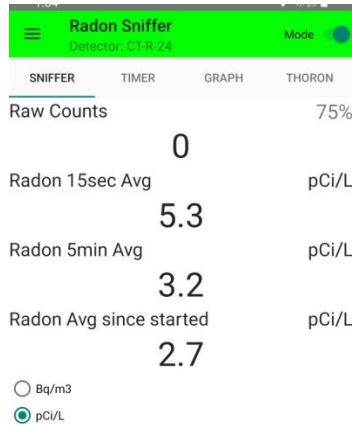 Radon Sniffer
Detector: CT-R-24
Mode
SNIFFER TIMER GRAPH THORON
Raw Counts 75%
0
Radon 15sec Avg pCi/L
5.3
Radon 5min Avg pCi/L
3.2
Radon Avg since started pCi/L
2.7
Bq/m3
pCi/L